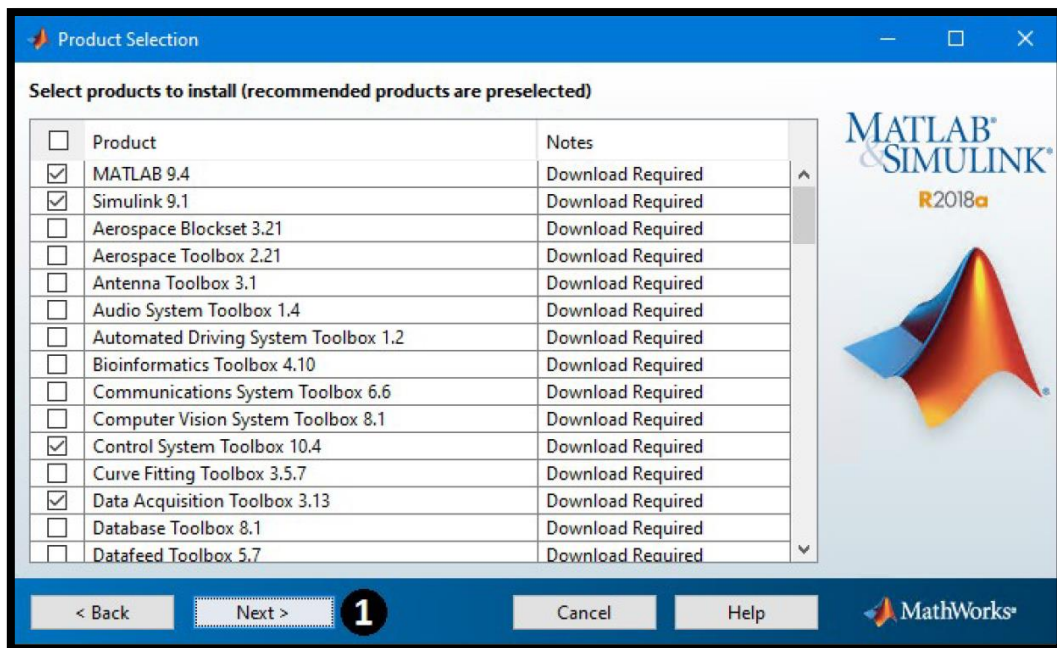 Product Selection
Select products to install (recommended products are preselected)
Product Notes
MATLAB 9.4 Download Required
Simulink 9.1 Download Required
Aerospace Blockset 3.21 Download Required
Aerospace Toolbox 2.21 Download Required
Antenna Toolbox 3.1 Download Required
Audio System Toolbox 1.4 Download Required
Automated Driving System Toolbox 1.2 Download Required
Bioinformatics Toolbox 4.10 Download Required
Communications System Toolbox 6.6 Download Required
Computer Vision System Toolbox 8.1 Download Required
Control System Toolbox 10.4 Download Required
Curve Fitting Toolbox 3.5.7 Download Required
Data Acquisition Toolbox 3.13 Download Required
Database Toolbox 8.1 Download Required
Datafeed Toolbox 5.7 Download Required
MATLAB®
&SIMULINK®
R2018a
< Back Next > 1 Cancel Help MathWorks®